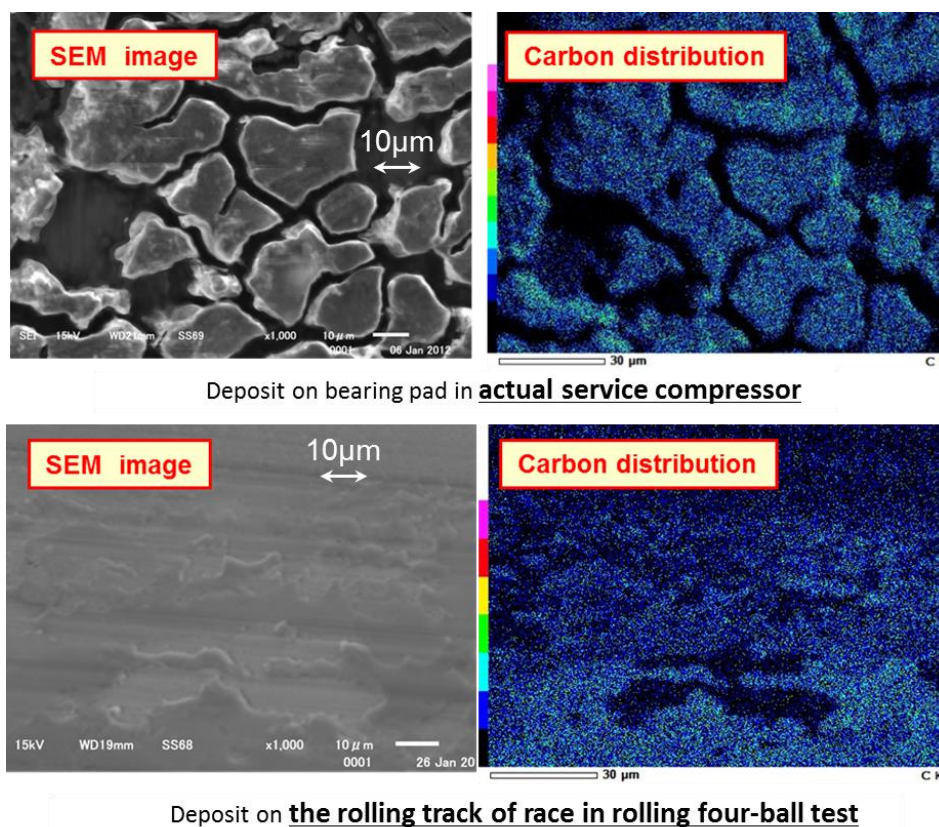 SEM image
Carbon distribution
10μm
SEI 15kV WD21mm SS69 x1,000 10μm
0001 06 Jan 2012
30 μm C
Deposit on bearing pad in actual service compressor
SEM image
Carbon distribution
10μm
15kV WD19mm SS68 x1,000 10μm
0001 26 Jan 20
30 μm C K
Deposit on the rolling track of race in rolling four-ball test